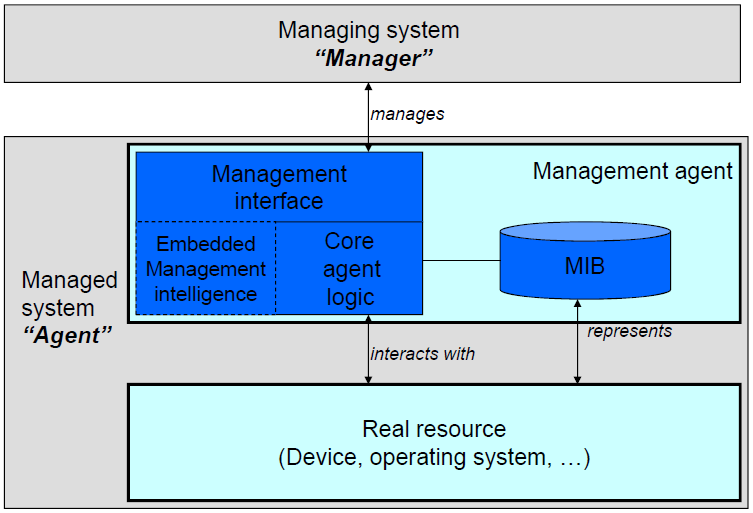 Managing system
“Manager”
manages
Management agent
Management
interface
Embedded
Management
intelligence
Core
agent
logic
MIB
Managed
system
“Agent”
interacts with
represents
Real resource
(Device, operating system, …)